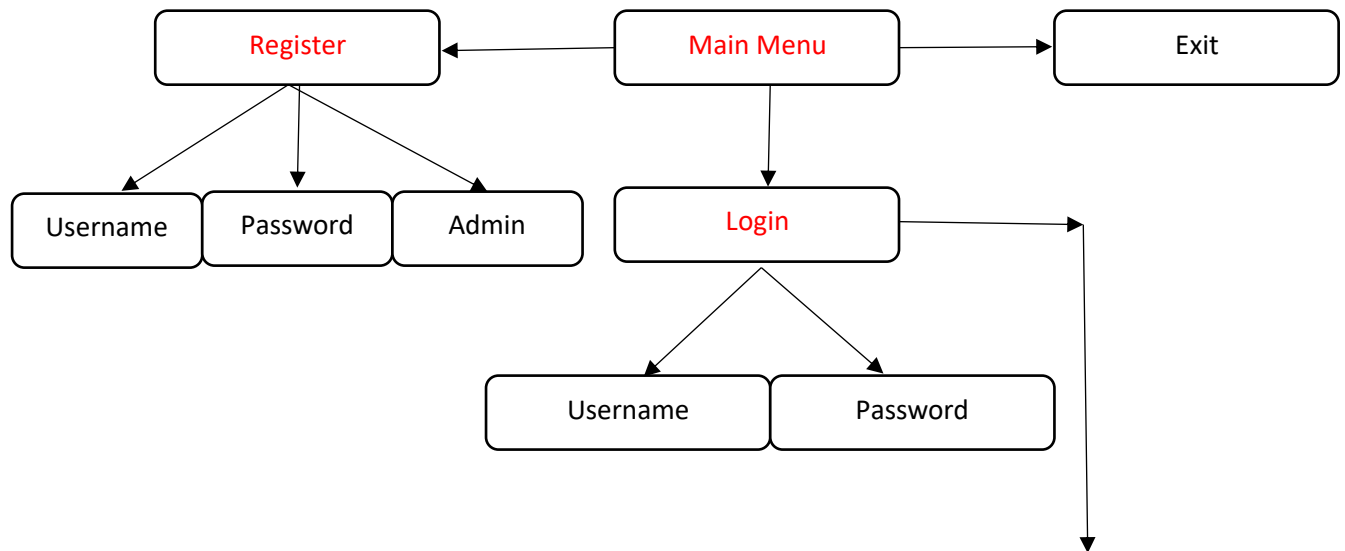 Register
Main Menu
Exit
Username
Password
Admin
Login
Username
Password